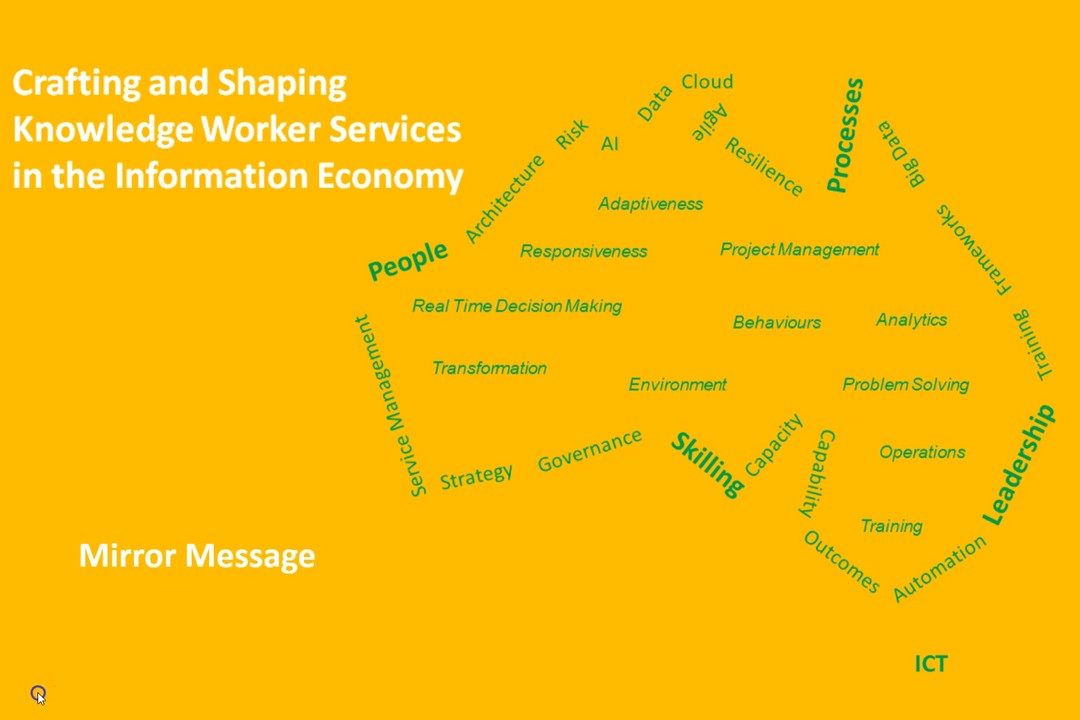 Crafting and Shaping
Knowledge Worker Services
in the Information Economy
Cloud
Data
Agile
Risk
AI
Resilience
Processes
Big Data
Architecture
Adaptiveness
Frameworks
People
Responsiveness
Project Management
Real Time Decision Making
Behaviours
Analytics
Training
Service Management
Transformation
Environment
Problem Solving
Leadership
Strategy
Governance
Skilling
Capacity
Capability
Operations
Training
Outcomes
Automation
Mirror Message
ICT